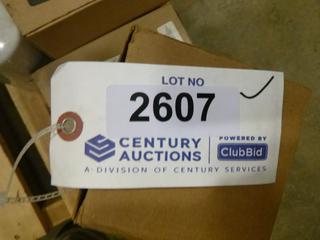 LOT NO
2607
CENTURY
AUCTIONS
POWERED BY
ClubBid
A DIVISION OF CENTURY SERVICES